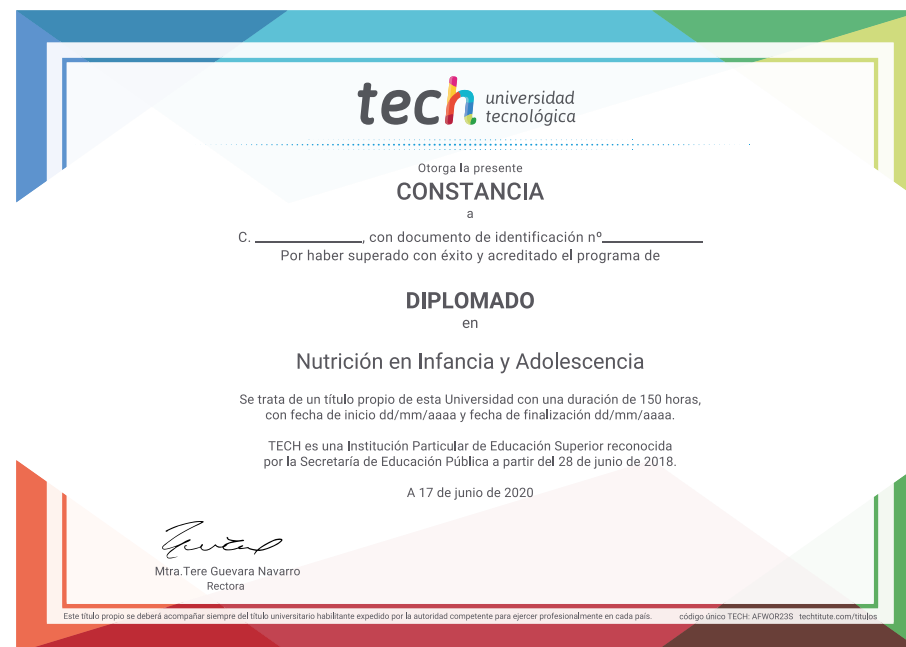 tech universidad
tecnológica
Otorga la presente
CONSTANCIA
a
C. ____________, con documento de identificación nº____________
Por haber superado con éxito y acreditado el programa de
DIPLOMADO
en
Nutrición en Infancia y Adolescencia
Se trata de un título propio de esta Universidad con una duración de 150 horas,
con fecha de inicio dd/mm/aaaa y fecha de finalización dd/mm/aaaa.
TECH es una Institución Particular de Educación Superior reconocida
por la Secretaría de Educación Pública a partir del 28 de junio de 2018.
A 17 de junio de 2020
Mtra.Tere Guevara Navarro
Rectora
Este título propio se deberá acompañar siempre del título universitario habilitante expedido por la autoridad competente para ejercer profesionalmente en cada país. código único TECH: AFWOR23S techtitute.com/titulos